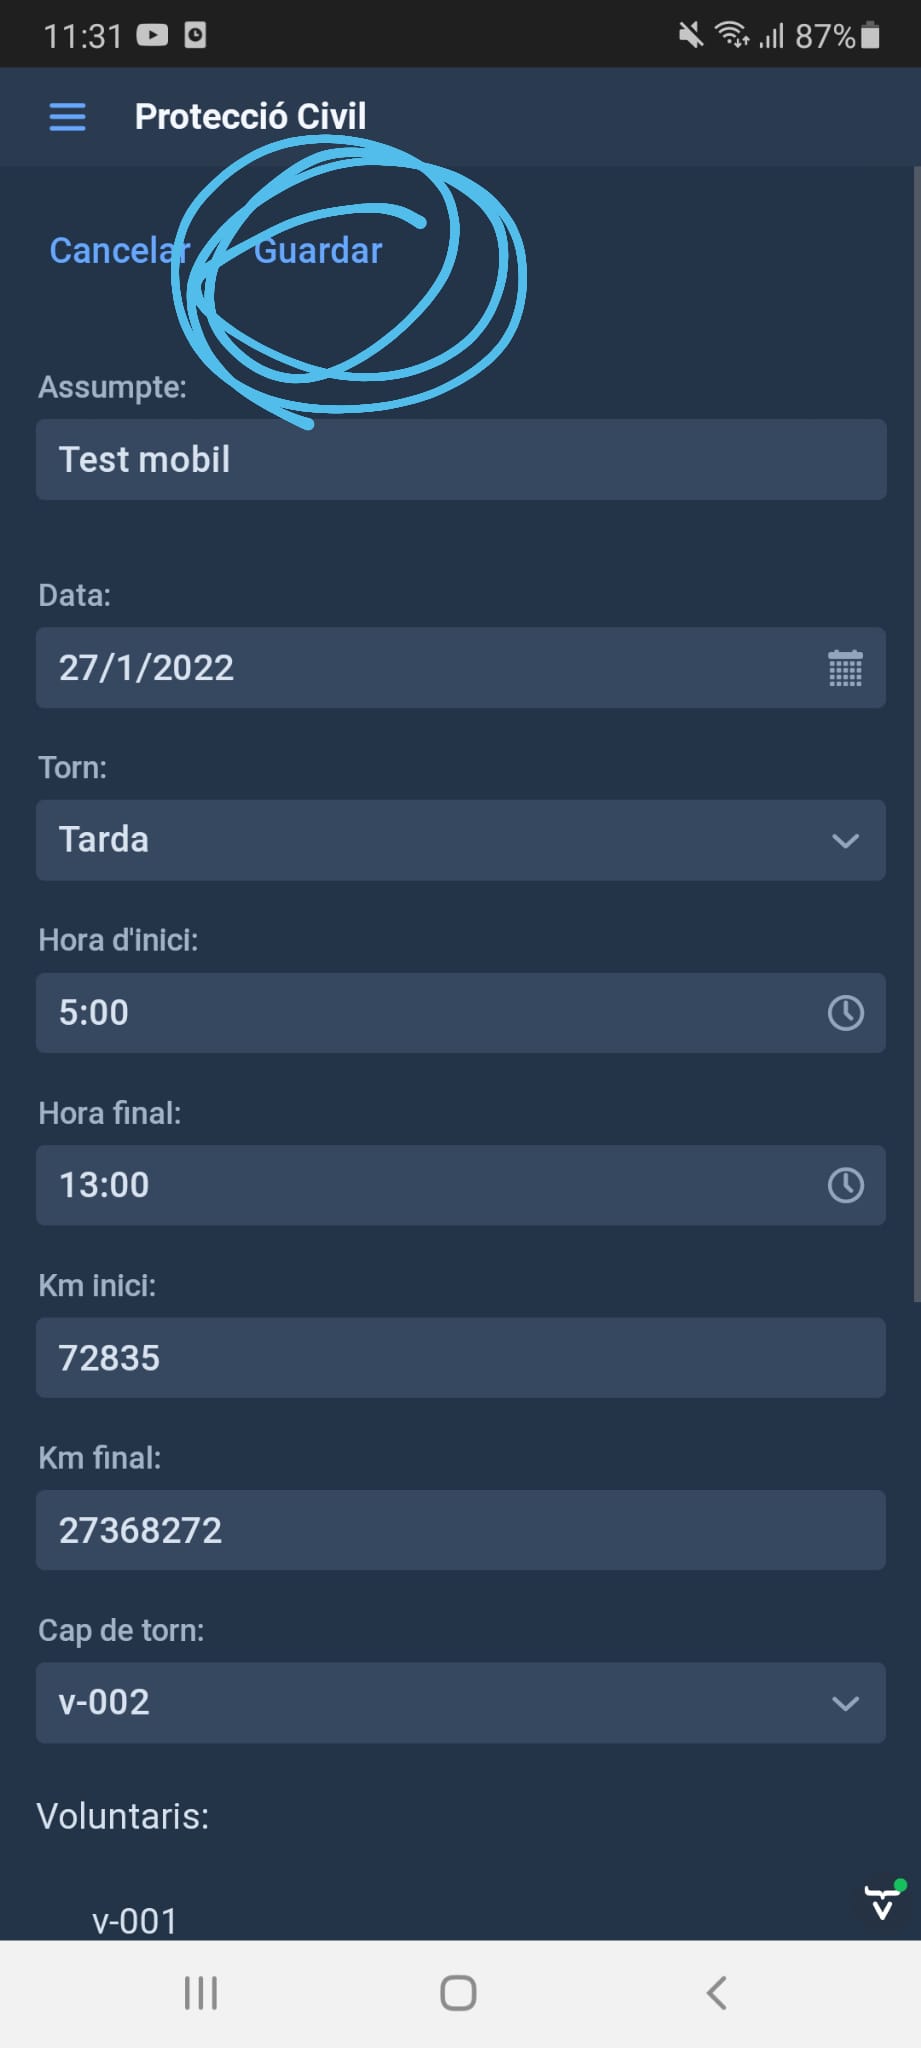 11:31
87%
Protecció Civil
Cancelar Guardar
Assumpte:
Test mobil
Data:
27/1/2022
Torn:
Tarda
Hora d'inici:
5:00
Hora final:
13:00
Km inici:
72835
Km final:
27368272
Cap de torn:
v-002
Voluntaris:
v-001